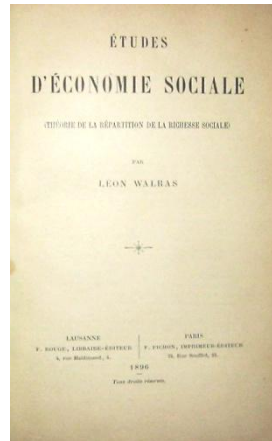 ÉTUDES
D'ÉCONOMIE SOCIALE
(THÉORIE DE LA RÉPARTITION DE LA RICHESSE SOCIALE)
PAR
LÉON WALRAS
LAUSANNE
F. ROUGE, LIBRAIRE-ÉDITEUR
4, rue Haldimand, 4.
PARIS
F. PICHON, IMPRIMEUR-ÉDITEUR
24, Rue Soufflot, 24.
1896
Tous droits réservés.